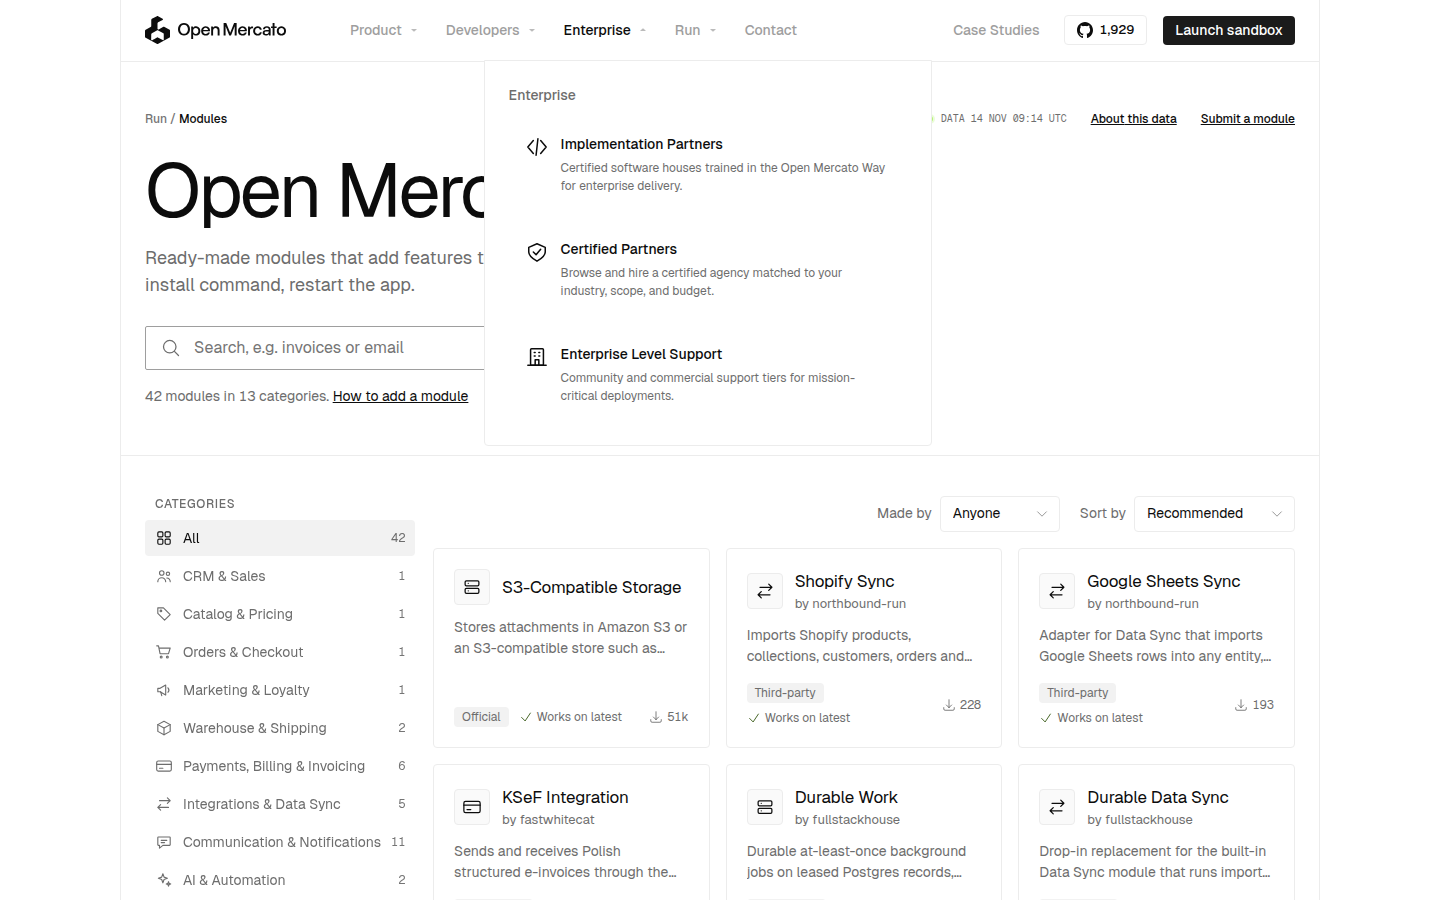 Open Mercato
Product
Developers
Enterprise
Run
Contact
Case Studies
1,929
Launch sandbox
Run / Modules
DATA 14 NOV 09:14 UTC
About this data
Submit a module
Open Merc
Ready-made modules that add features t
install command, restart the app.
Search, e.g. invoices or email
42 modules in 13 categories. How to add a module
Enterprise
Implementation Partners
Certified software houses trained in the Open Mercato Way
for enterprise delivery.
Certified Partners
Browse and hire a certified agency matched to your
industry, scope, and budget.
Enterprise Level Support
Community and commercial support tiers for mission-
critical deployments.
CATEGORIES
All 42
CRM & Sales 1
Catalog & Pricing 1
Orders & Checkout 1
Marketing & Loyalty 1
Warehouse & Shipping 2
Payments, Billing & Invoicing 6
Integrations & Data Sync 5
Communication & Notifications 11
AI & Automation 2
Made by Anyone
Sort by Recommended
S3-Compatible Storage
Stores attachments in Amazon S3 or
an S3-compatible store such as…
Official Works on latest 51k
Shopify Sync
by northbound-run
Imports Shopify products,
collections, customers, orders and…
Third-party
Works on latest
228
Google Sheets Sync
by northbound-run
Adapter for Data Sync that imports
Google Sheets rows into any entity,…
Third-party
Works on latest
193
KSeF Integration
by fastwhitecat
Sends and receives Polish
structured e-invoices through the…
Durable Work
by fullstackhouse
Durable at-least-once background
jobs on leased Postgres records,…
Durable Data Sync
by fullstackhouse
Drop-in replacement for the built-in
Data Sync module that runs import…